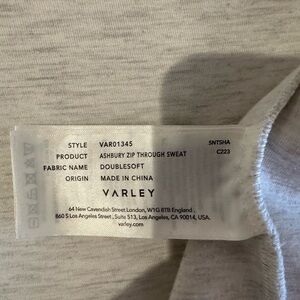 STYLE VAR01345 SNTSHA
PRODUCT ASHBURY ZIP THROUGH SWEAT C223
FABRIC NAME DOUBLESOFT
ORIGIN MADE IN CHINA
VARLEY
64 New Cavendish Street London, W1G 8TB England.
860 S Los Angeles Street, Suite 513, Los Angeles, CA 90014, USA.
varley.com